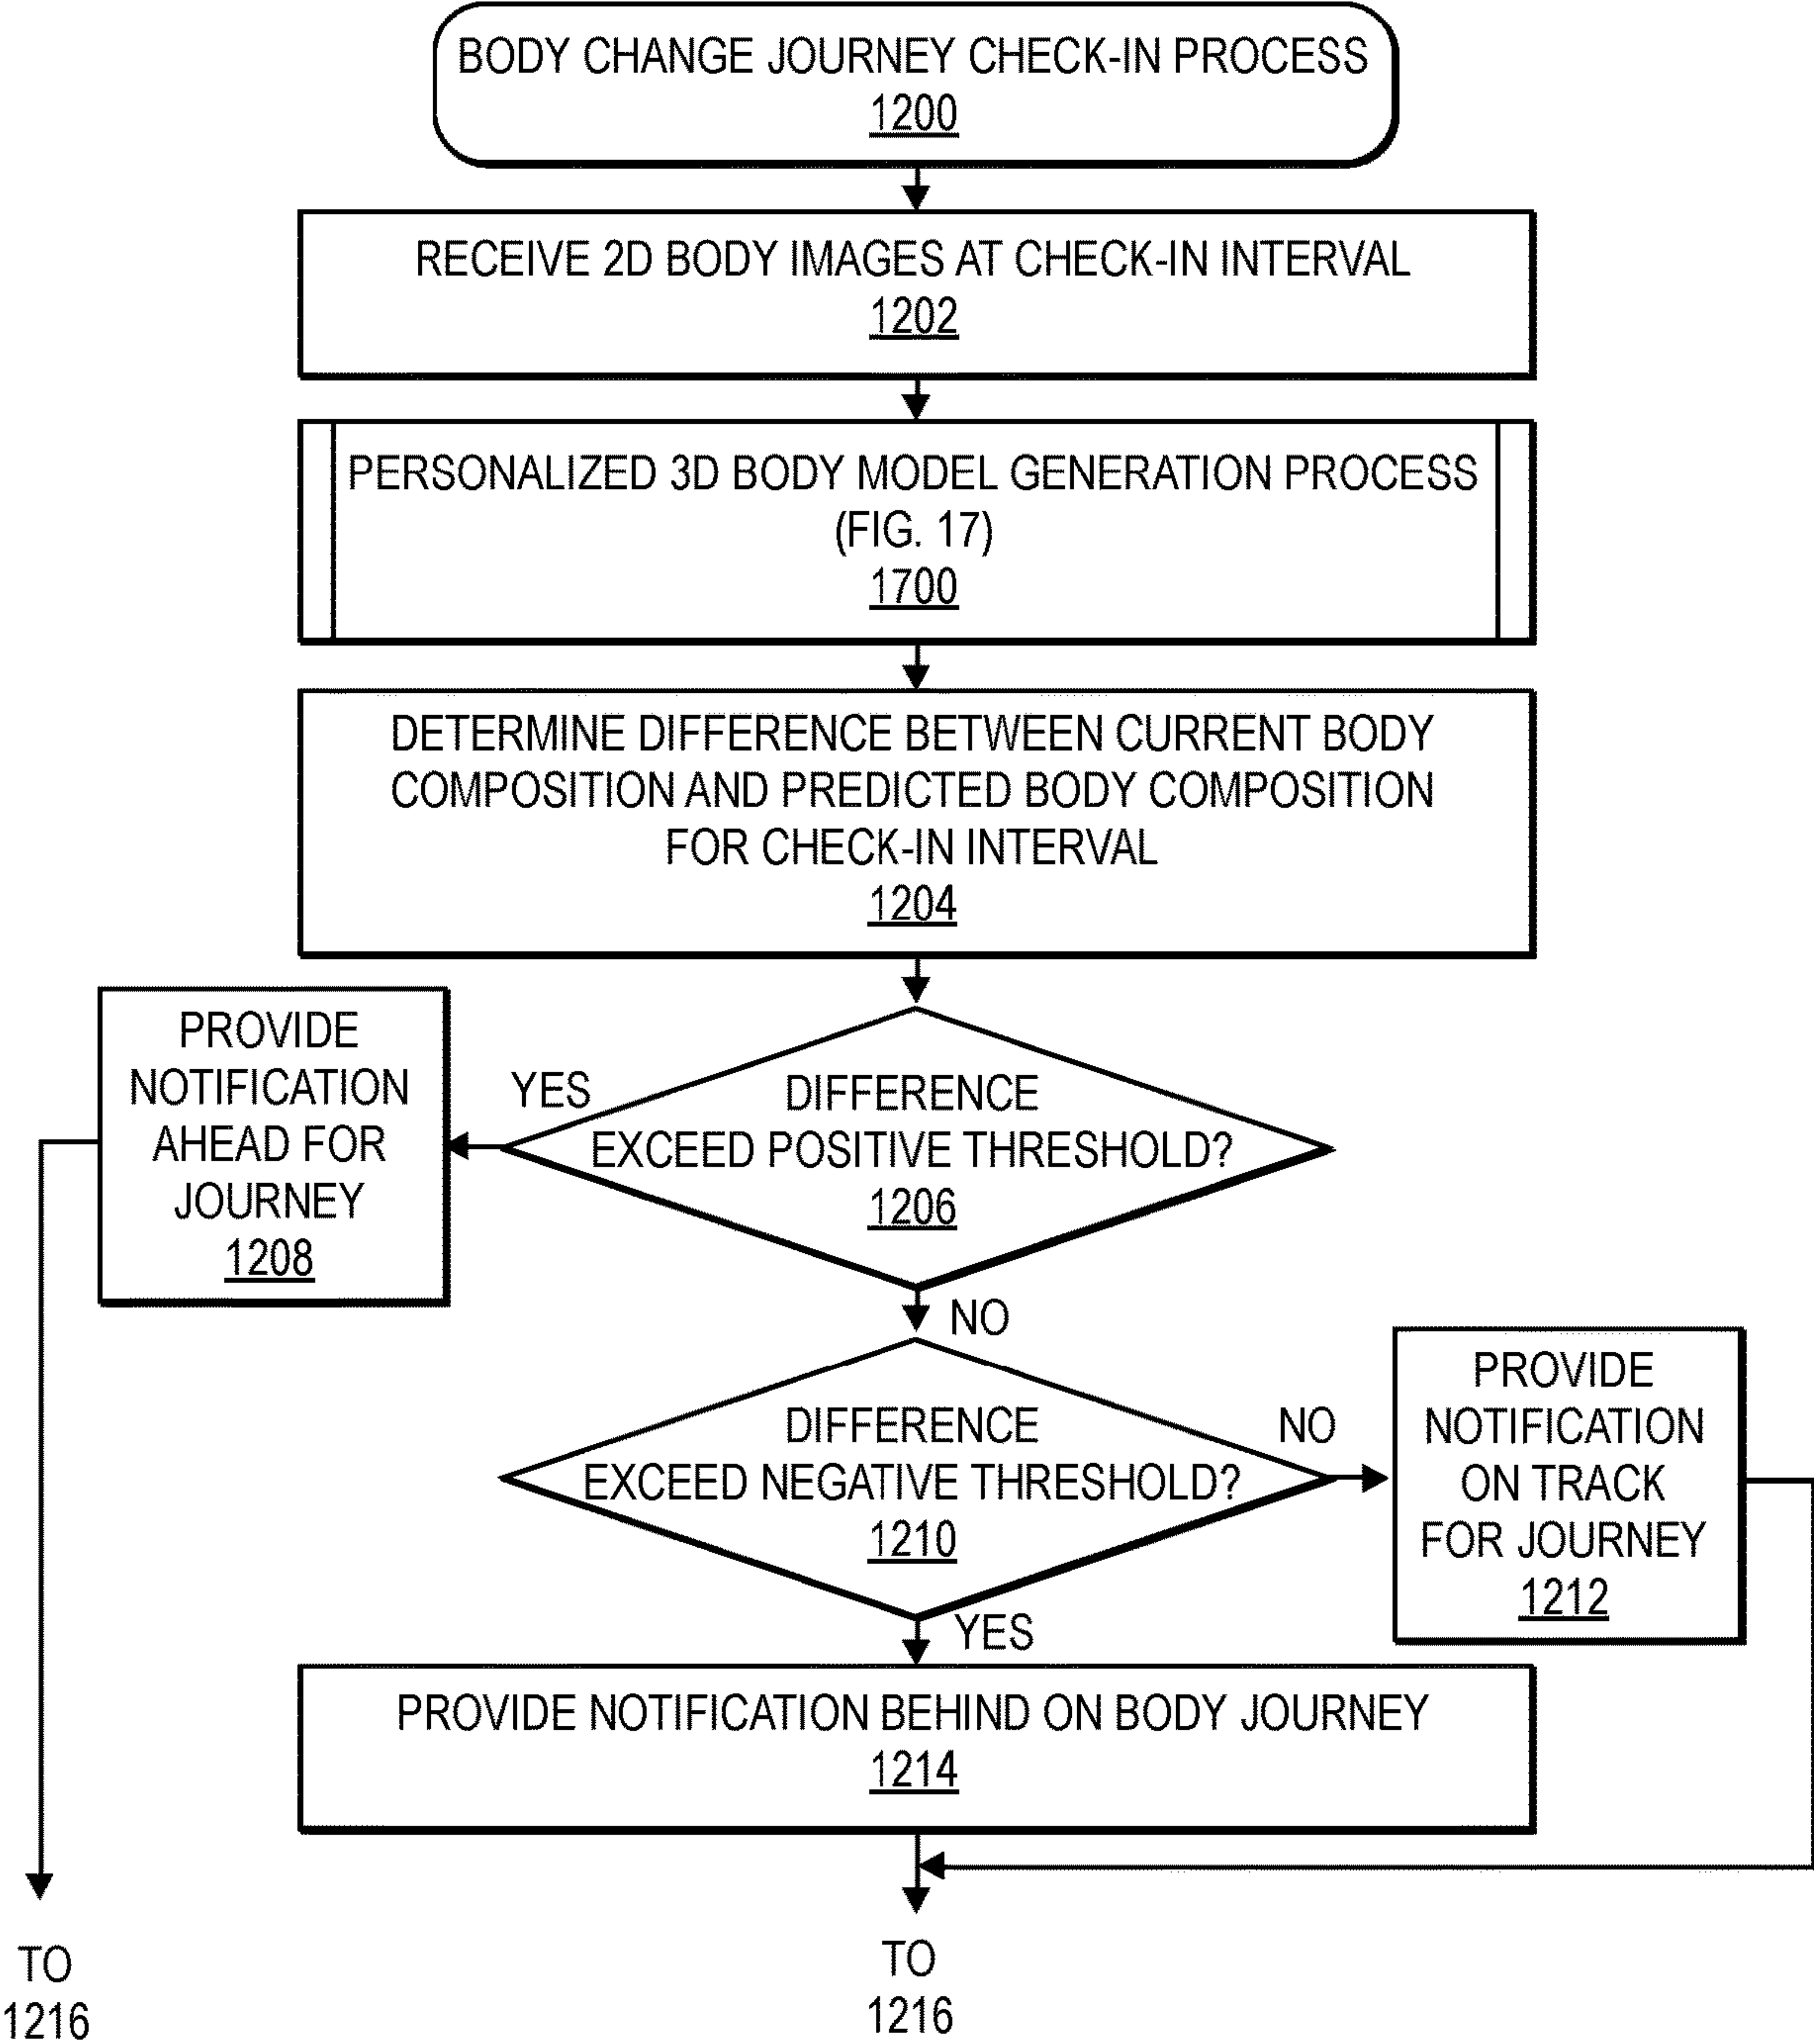 BODY CHANGE JOURNEY CHECK-IN PROCESS
1200
RECEIVE 2D BODY IMAGES AT CHECK-IN INTERVAL
1202
PERSONALIZED 3D BODY MODEL GENERATION PROCESS
(FIG. 17)
1700
DETERMINE DIFFERENCE BETWEEN CURRENT BODY
COMPOSITION AND PREDICTED BODY COMPOSITION
FOR CHECK-IN INTERVAL
1204
PROVIDE
NOTIFICATION
AHEAD FOR
JOURNEY
1208
YES
DIFFERENCE
EXCEED POSITIVE THRESHOLD?
1206
NO
DIFFERENCE
EXCEED NEGATIVE THRESHOLD?
1210
NO
PROVIDE
NOTIFICATION
ON TRACK
FOR JOURNEY
1212
YES
PROVIDE NOTIFICATION BEHIND ON BODY JOURNEY
1214
TO
1216
TO
1216